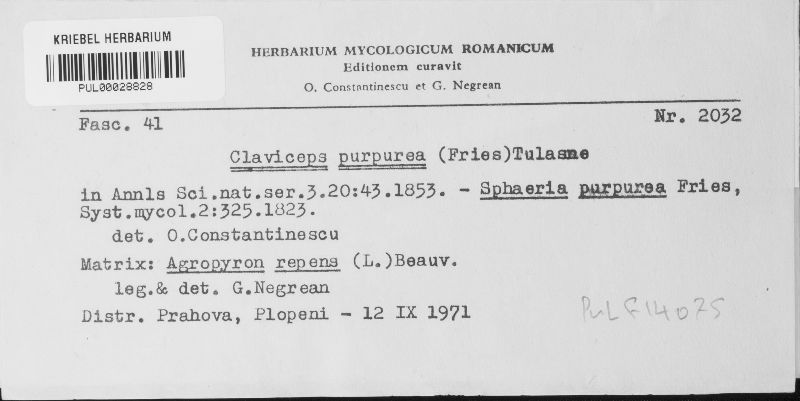 KRIEBEL HERBARIUM
PUL00028828
HERBARIUM MYCOLOGICUM ROMANICUM
Editionem curavit
O. Constantinescu et G. Negrean
Fasc. 41 Nr. 2032
Claviceps purpurea (Fries)Tulasne
in Annls Sci.nat.ser.3.20:43.1853. - Sphaeria purpurea Fries,
Syst.mycol.2:325.1823.
det. O.Constantinescu
Matrix: Agropyron repens (L.)Beauv.
leg.& det. G.Negrean
Distr. Prahova, Plopeni - 12 IX 1971
PULF14075